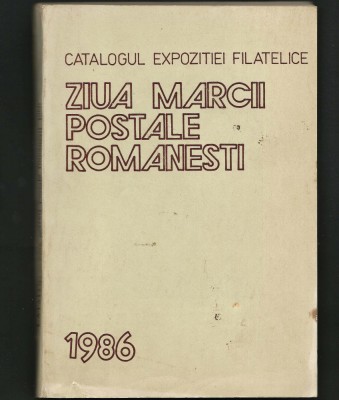 CATALOGUL EXPOZITIEI FILATELICE
ZIUA MARCII
POSTALE
ROMANESTI
1986